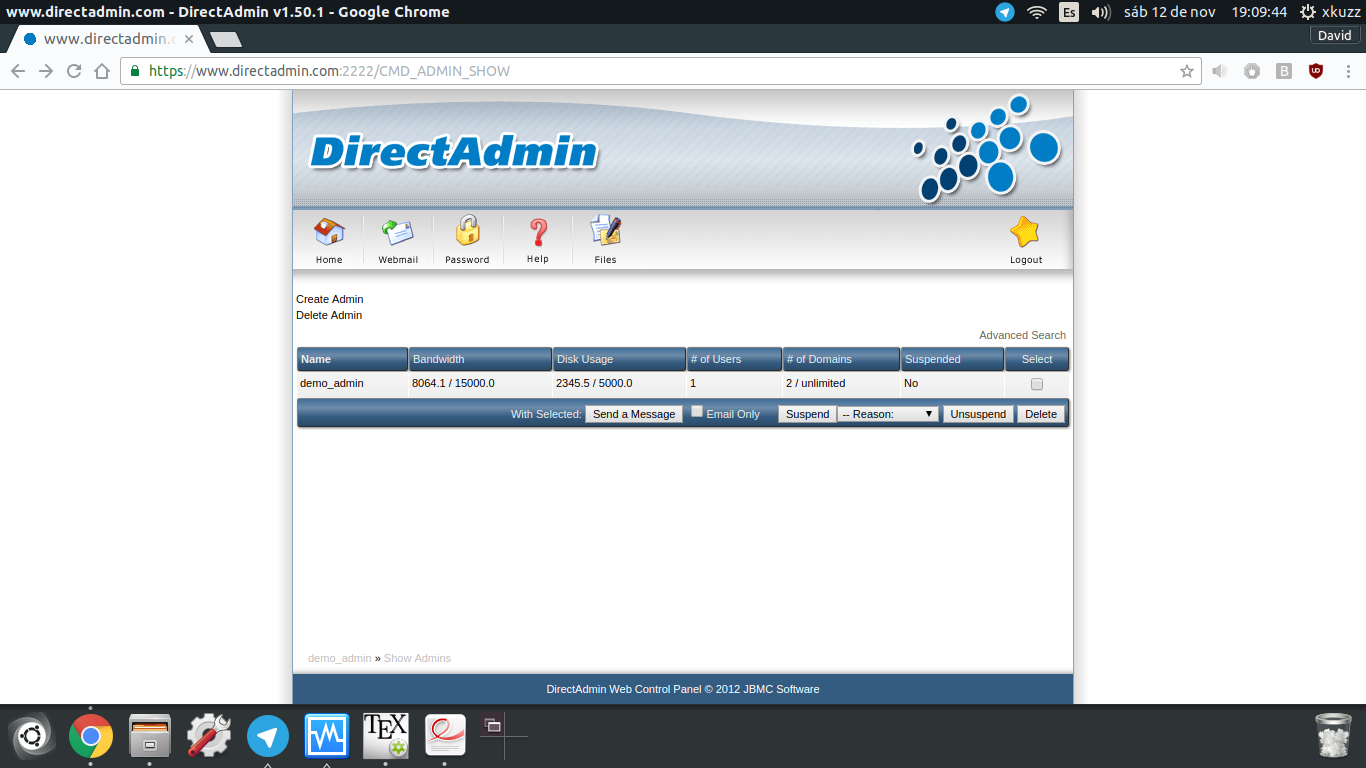 www.directadmin.com - DirectAdmin v1.50.1 - Google Chrome
Es
sáb 12 de nov
19:09:44
xkuzz
www.directadmin.c
David
https://www.directadmin.com:2222/CMD_ADMIN_SHOW
B
DirectAdmin
Home
Webmail
Password
Help
Files
Logout
Create Admin
Delete Admin
Advanced Search
Name Bandwidth Disk Usage # of Users # of Domains Suspended Select
demo_admin 8064.1 / 15000.0 2345.5 / 5000.0 1 2 / unlimited No
With Selected: Send a Message Email Only Suspend -- Reason: Unsuspend Delete
demo_admin » Show Admins
DirectAdmin Web Control Panel © 2012 JBMC Software
TEX